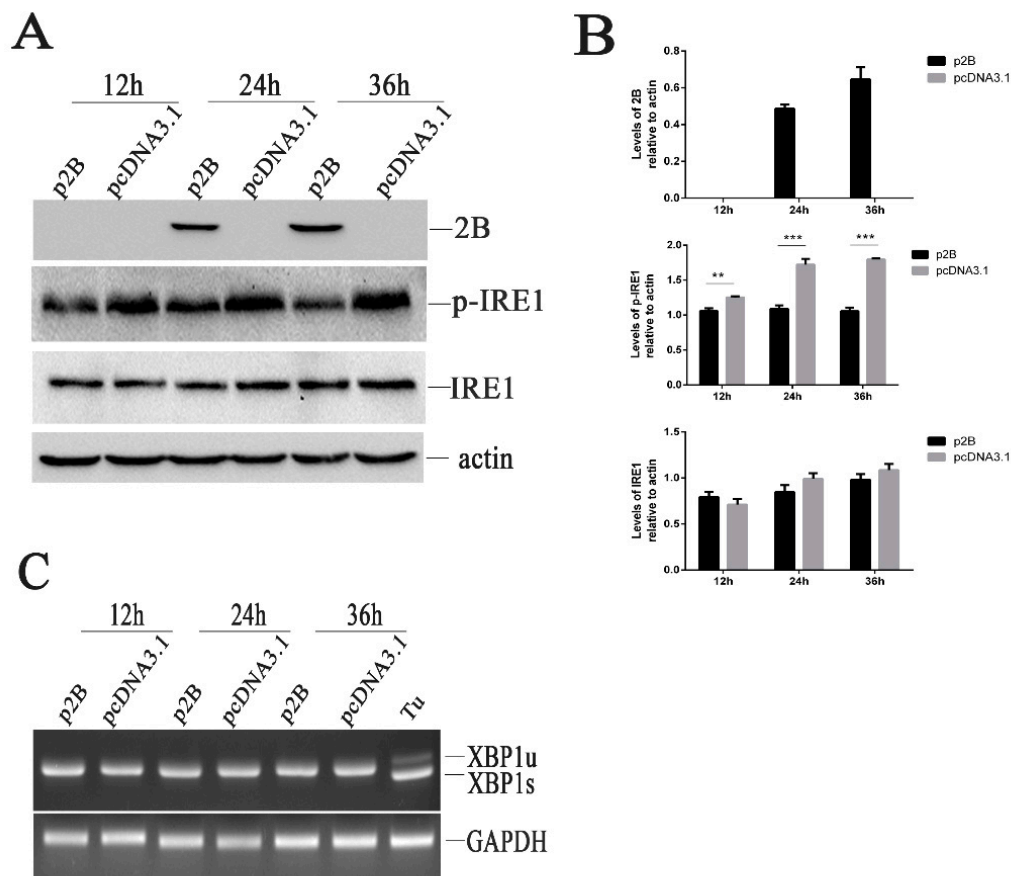 A
12h 24h 36h
p2B pcDNA3.1 p2B pcDNA3.1 p2B pcDNA3.1
2B
p-IRE1
IRE1
actin
B
Levels of 2B
relative to actin
0.8
0.6
0.4
0.2
0.0
12h 24h 36h
p2B
pcDNA3.1
Levels of p-IRE1
relative to actin
2.0
1.5
1.0
0.5
0.0
** *** ***
12h 24h 36h
p2B
pcDNA3.1
Levels of IRE1
relative to actin
1.5
1.0
0.5
0.0
12h 24h 36h
p2B
pcDNA3.1
C
12h 24h 36h
p2B pcDNA3.1 p2B pcDNA3.1 p2B pcDNA3.1 Tu
XBP1u
XBP1s
GAPDH